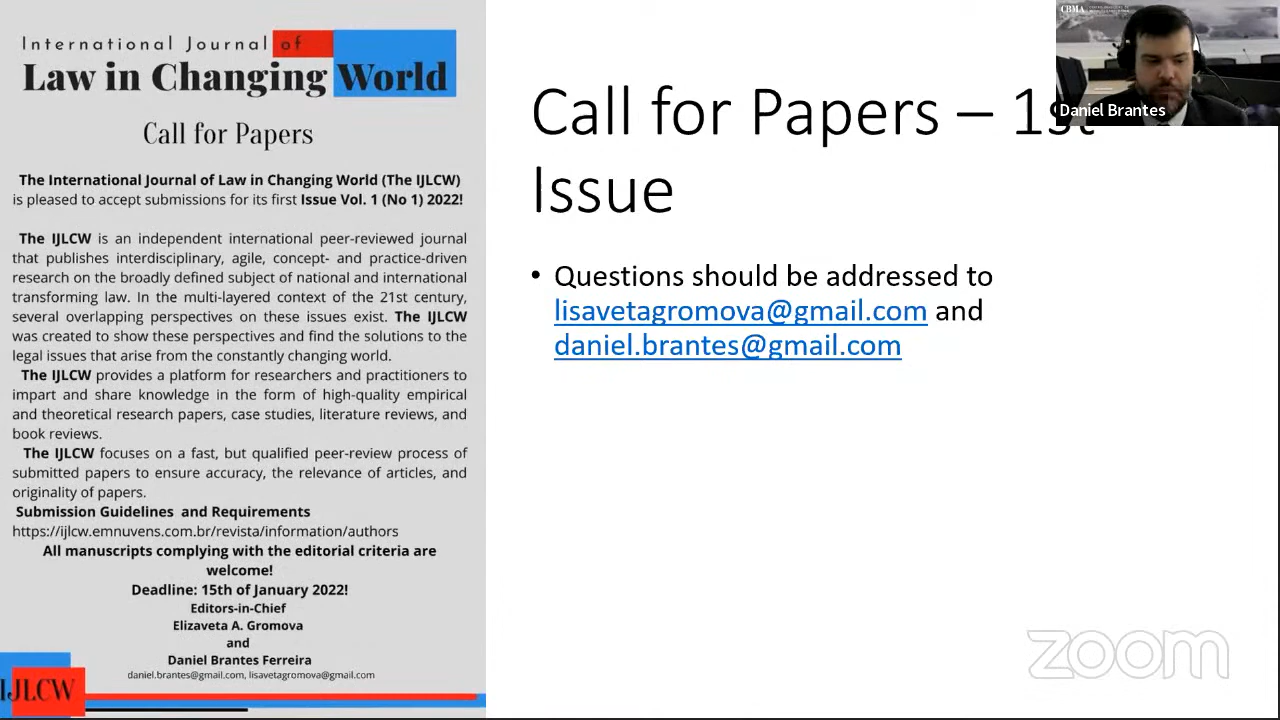 International Journal of
Law in Changing World
Call for Papers
The International Journal of Law in Changing World (The IJLCW)
is pleased to accept submissions for its first Issue Vol. 1 (No 1) 2022!
The IJLCW is an independent international peer-reviewed journal
that publishes interdisciplinary, agile, concept- and practice-driven
research on the broadly defined subject of national and international
transforming law. In the multi-layered context of the 21st century,
several overlapping perspectives on these issues exist. The IJLCW
was created to show these perspectives and find the solutions to the
legal issues that arise from the constantly changing world.
The IJLCW provides a platform for researchers and practitioners to
impart and share knowledge in the form of high-quality empirical
and theoretical research papers, case studies, literature reviews, and
book reviews.
The IJLCW focuses on a fast, but qualified peer-review process of
submitted papers to ensure accuracy, the relevance of articles, and
originality of papers.
Submission Guidelines and Requirements
https://ijlcw.emnuvens.com.br/revista/information/authors
All manuscripts complying with the editorial criteria are
welcome!
Deadline: 15th of January 2022!
Editors-in-Chief
Elizaveta A. Gromova
and
Daniel Brantes Ferreira
daniel.brantes@gmail.com, lisavetagromova@gmail.com
IJLCW
Call for Papers – 1st
Issue
• Questions should be addressed to
lisavetagromova@gmail.com and
daniel.brantes@gmail.com
CBMA
Daniel Brantes
zoom